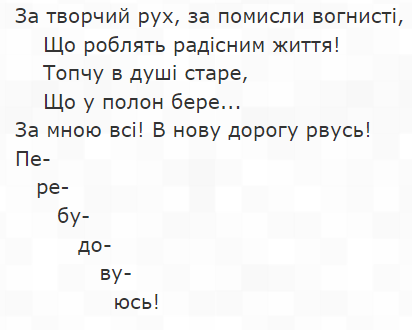 За творчий рух, за помисли вогнисті,
Що роблять радісним життя!
Топчу в душі старе,
Що у полон бере...
За мною всі! В нову дорогу рвусь!
Пе-
ре-
бу-
до-
ву-
юсь!